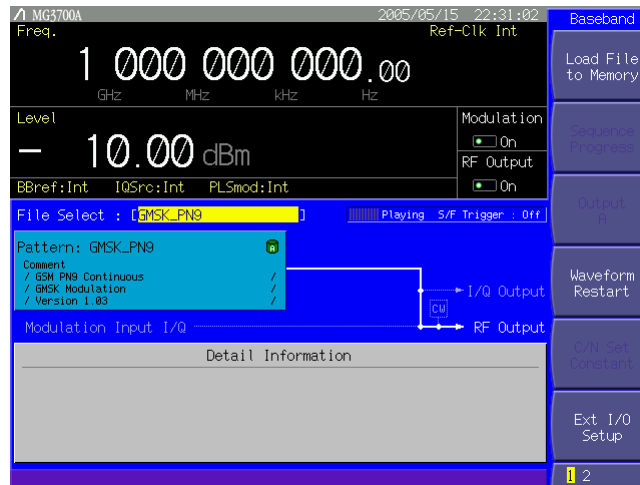 MG3700A 2005/05/15 22:31:02
Freq. Ref-Clk Int
1 000 000 000.00
GHz MHz kHz Hz
Level
- 10.00 dBm
Modulation
On
RF Output
On
BBref:Int IQSrc:Int PLSmod:Int
File Select : [GMSK_PN9 ] Playing S/F Trigger : Off
Pattern: GMSK_PN9 A
Comment
/ GSM PN9 Continuous /
/ GMSK Modulation /
/ Version 1.03 /
I/Q Output
CW
Modulation Input I/Q RF Output
Detail Information
Baseband
Load File
to Memory
Sequence
Progress
Output
A
Waveform
Restart
C/N Set
Constant
Ext I/O
Setup
1 2